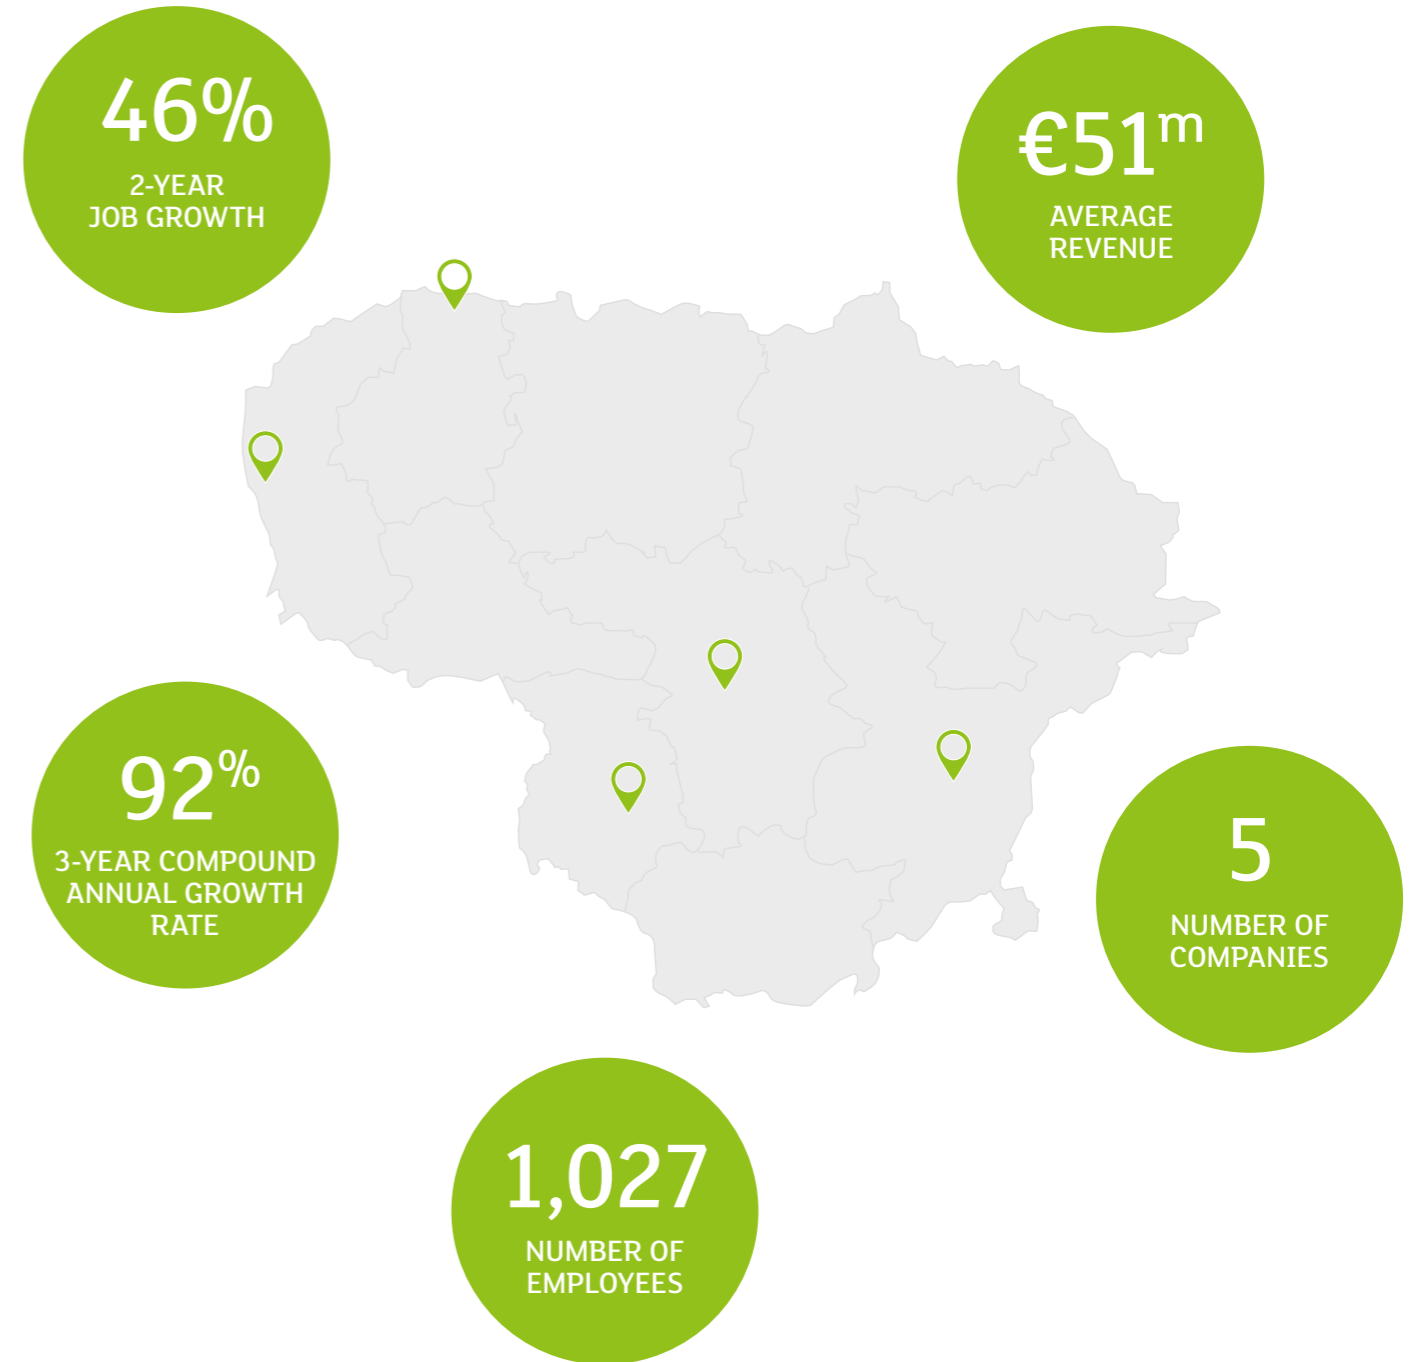 46%
2-YEAR
JOB GROWTH
€51m
AVERAGE
REVENUE
92%
3-YEAR COMPOUND
ANNUAL GROWTH
RATE
5
NUMBER OF
COMPANIES
1,027
NUMBER OF
EMPLOYEES